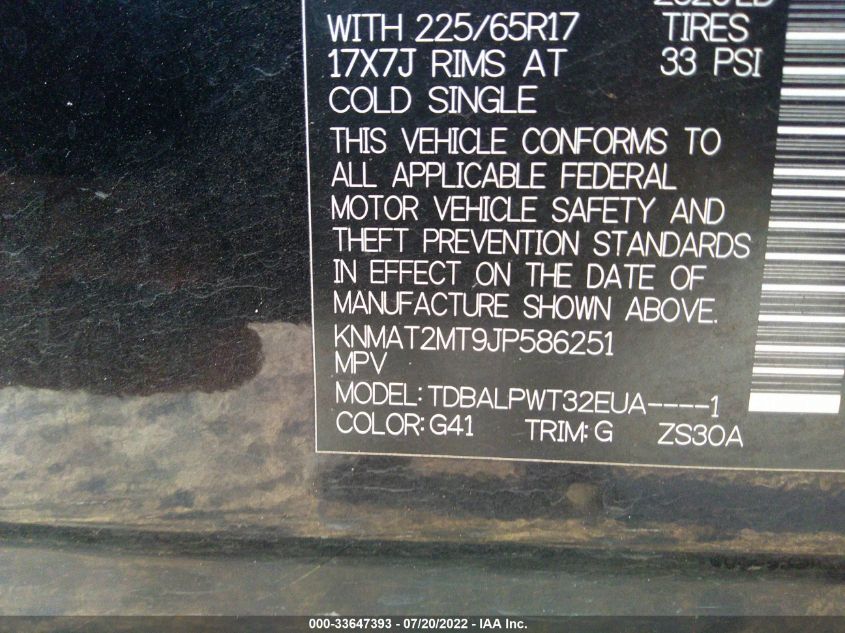 WITH 225/65R17 TIRES
17X7J RIMS AT 33 PSI
COLD SINGLE
THIS VEHICLE CONFORMS TO
ALL APPLICABLE FEDERAL
MOTOR VEHICLE SAFETY AND
THEFT PREVENTION STANDARDS
IN EFFECT ON THE DATE OF
MANUFACTURE SHOWN ABOVE.
KNMAT2MT9JP586251
MPV
MODEL:TDBALPWT32EUA----1
COLOR:G41 TRIM:G ZS30A
000-33647393 - 07/20/2022 - IAA Inc.